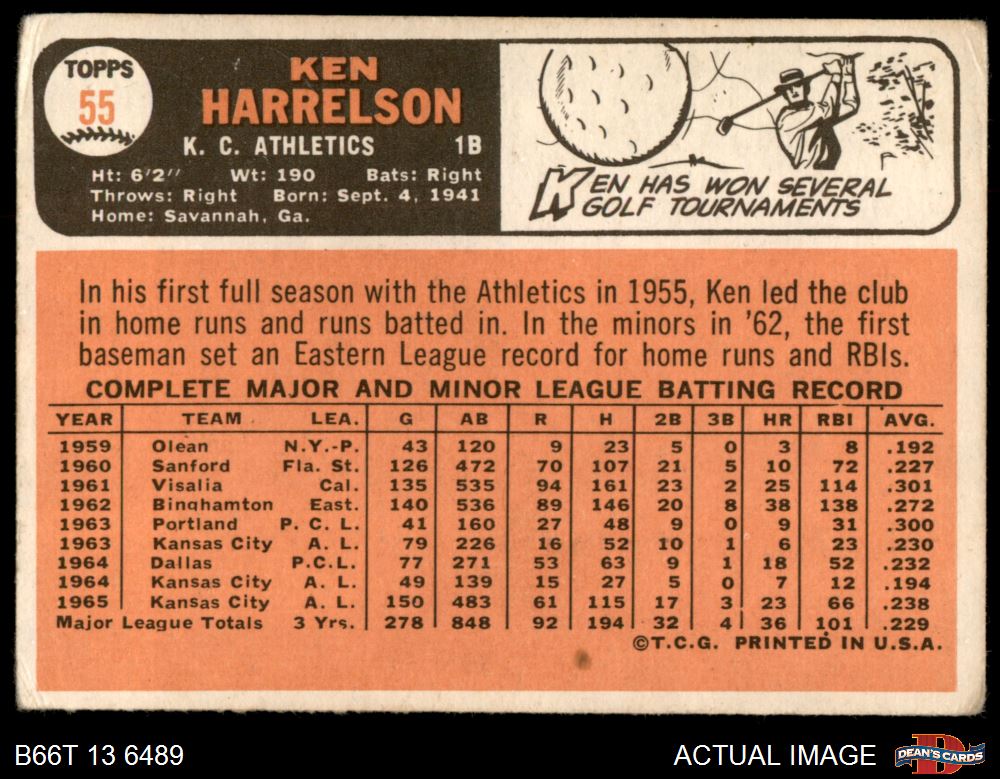 TOPPS
55
KEN
HARRELSON
K. C. ATHLETICS 1B
Ht: 6'2" Wt: 190 Bats: Right
Throws: Right Born: Sept. 4, 1941
Home: Savannah, Ga.
KEN HAS WON SEVERAL
GOLF TOURNAMENTS
In his first full season with the Athletics in 1955, Ken led the club
in home runs and runs batted in. In the minors in '62, the first
baseman set an Eastern League record for home runs and RBIs.
COMPLETE MAJOR AND MINOR LEAGUE BATTING RECORD
YEAR TEAM LEA. G AB R H 2B 3B HR RBI AVG.
1959 Olean N.Y.-P. 43 120 9 23 5 0 3 8 .192
1960 Sanford Fla. St. 126 472 70 107 21 5 10 72 .227
1961 Visalia Cal. 135 535 94 161 23 2 25 114 .301
1962 Binghamton East. 140 536 89 146 20 8 38 138 .272
1963 Portland P. C. L. 41 160 27 48 9 0 9 31 .300
1963 Kansas City A. L. 79 226 16 52 10 1 6 23 .230
1964 Dallas P.C.L. 77 271 53 63 9 1 18 52 .232
1964 Kansas City A. L. 49 139 15 27 5 0 7 12 .194
1965 Kansas City A. L. 150 483 61 115 17 3 23 66 .238
Major League Totals 3 Yrs. 278 848 92 194 32 4 36 101 .229
©T.C.G. PRINTED IN U.S.A.
B66T 13 6489
ACTUAL IMAGE
D
DEAN'S CARDS